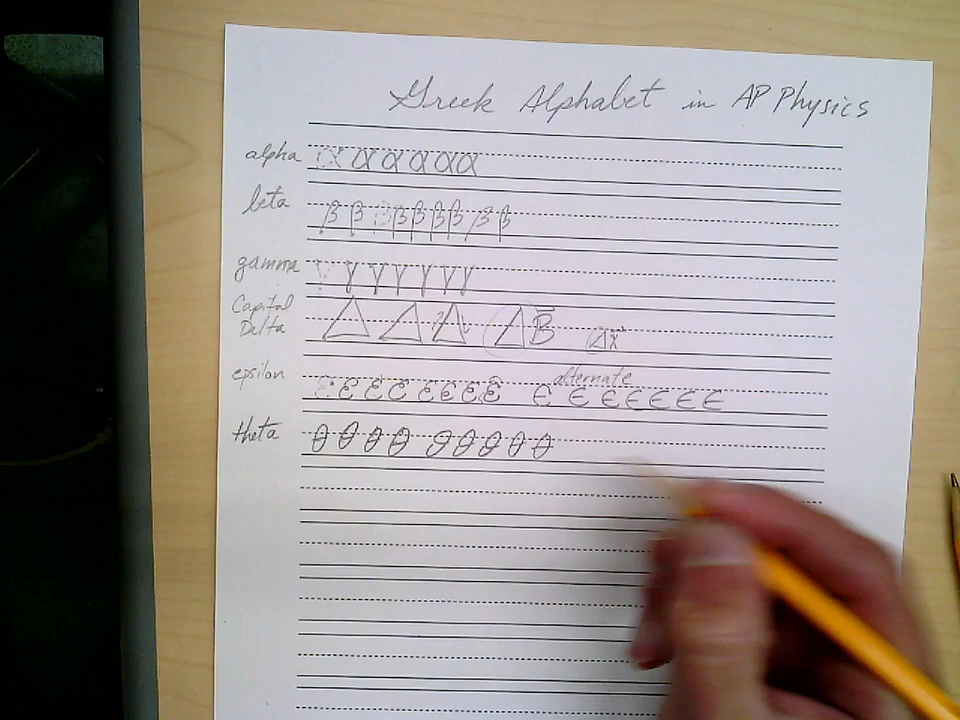 Greek Alphabet in AP Physics
alpha α α α α α α
beta β β β β β β β β β
gamma γ γ γ γ γ γ γ
Capital Delta Δ Δ Δ ΔB Δx
epsilon ε ε ε ε ε ε ε ε alternate ϵ ϵ ϵ ϵ ϵ ϵ ϵ
theta θ θ θ θ θ θ θ θ θ